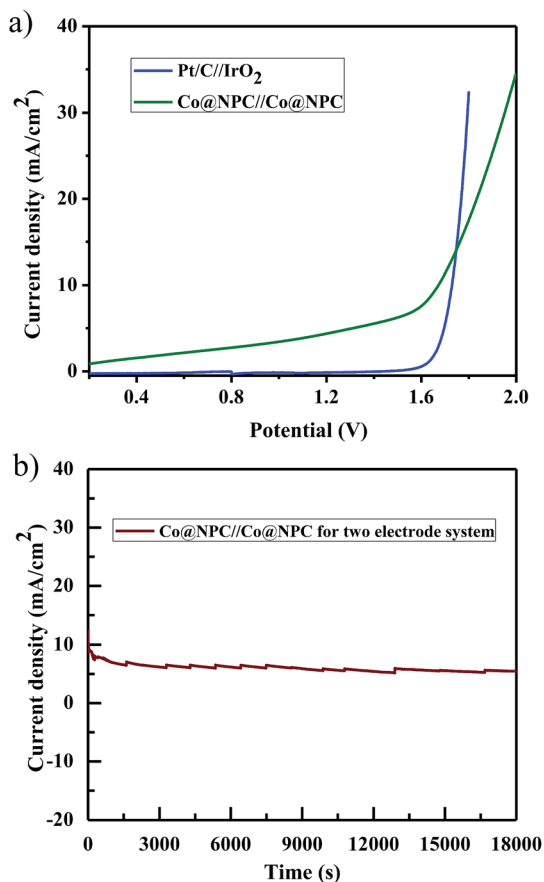 a)
40
30
20
10
0
Current density (mA/cm²)
Pt/C//IrO₂
Co@NPC//Co@NPC
0.4 0.8 1.2 1.6 2.0
Potential (V)
b)
40
30
20
10
0
-10
-20
Current density (mA/cm²)
Co@NPC//Co@NPC for two electrode system
0 3000 6000 9000 12000 15000 18000
Time (s)